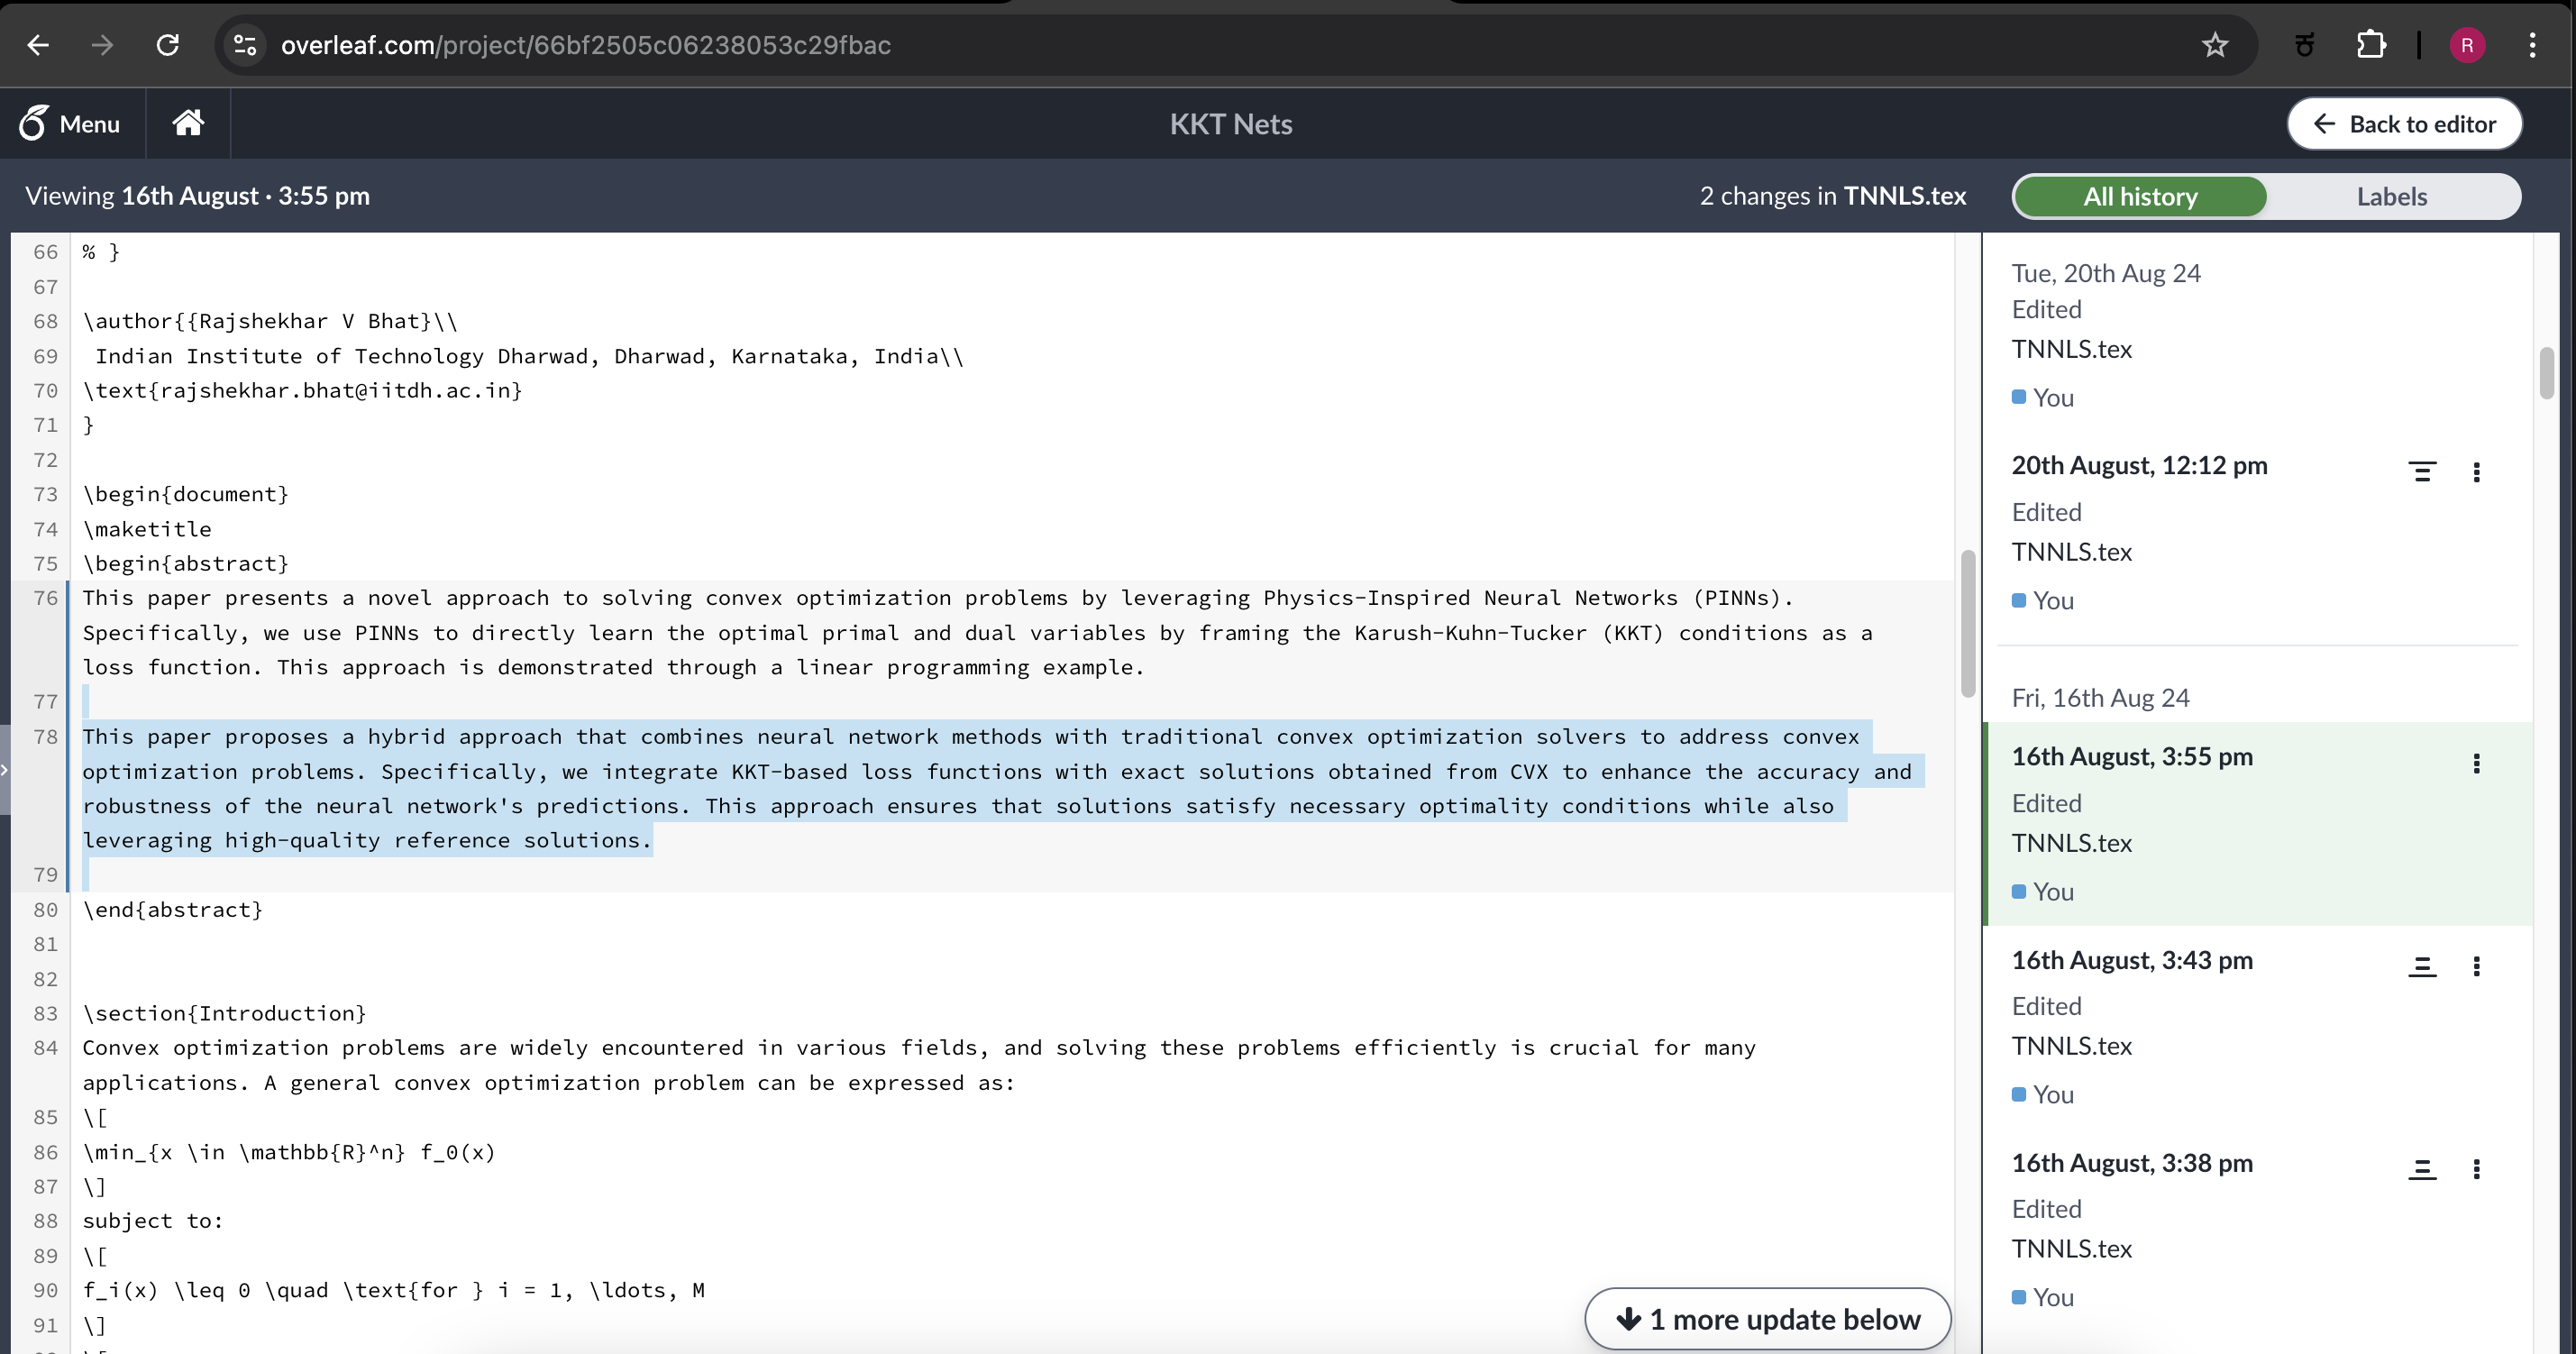 overleaf.com/project/66bf2505c06238053c29fbac
R
Menu
KKT Nets
Back to editor
Viewing 16th August · 3:55 pm
2 changes in TNNLS.tex
All history
Labels
66 % }
67
68 \author{{Rajshekhar V Bhat}\\
69 Indian Institute of Technology Dharwad, Dharwad, Karnataka, India\\
70 \text{rajshekhar.bhat@iitdh.ac.in}
71 }
72
73 \begin{document}
74 \maketitle
75 \begin{abstract}
76 This paper presents a novel approach to solving convex optimization problems by leveraging Physics-Inspired Neural Networks (PINNs).
Specifically, we use PINNs to directly learn the optimal primal and dual variables by framing the Karush-Kuhn-Tucker (KKT) conditions as a
loss function. This approach is demonstrated through a linear programming example.
77
78 This paper proposes a hybrid approach that combines neural network methods with traditional convex optimization solvers to address convex
optimization problems. Specifically, we integrate KKT-based loss functions with exact solutions obtained from CVX to enhance the accuracy and
robustness of the neural network's predictions. This approach ensures that solutions satisfy necessary optimality conditions while also
leveraging high-quality reference solutions.
79
80 \end{abstract}
81
82
83 \section{Introduction}
84 Convex optimization problems are widely encountered in various fields, and solving these problems efficiently is crucial for many
applications. A general convex optimization problem can be expressed as:
85 \[
86 \min_{x \in \mathbb{R}^n} f_0(x)
87 \]
88 subject to:
89 \[
90 f_i(x) \leq 0 \quad \text{for } i = 1, \ldots, M
91 \]
1 more update below
Tue, 20th Aug 24
Edited
TNNLS.tex
You
20th August, 12:12 pm
Edited
TNNLS.tex
You
Fri, 16th Aug 24
16th August, 3:55 pm
Edited
TNNLS.tex
You
16th August, 3:43 pm
Edited
TNNLS.tex
You
16th August, 3:38 pm
Edited
TNNLS.tex
You